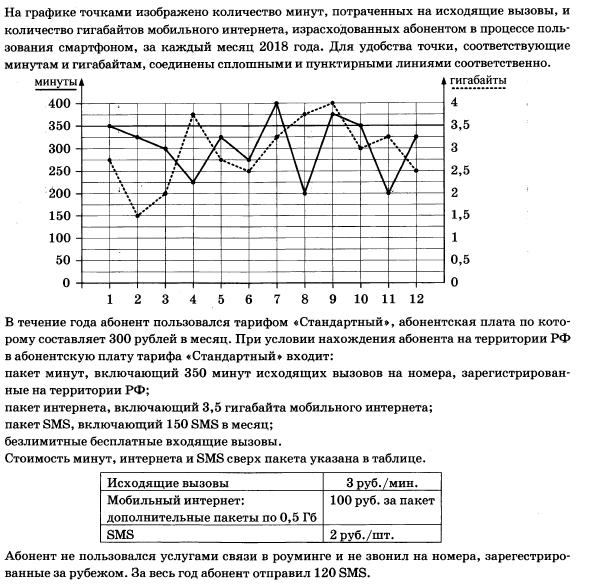 На графике точками изображено количество минут, потраченных на исходящие вызовы, и
количество гигабайтов мобильного интернета, израсходованных абонентом в процессе поль-
зования смартфоном, за каждый месяц 2018 года. Для удобства точки, соответствующие
минутам и гигабайтам, соединены сплошными и пунктирными линиями соответственно.
минуты гигабайты
400 4
350 3,5
300 3
250 2,5
200 2
150 1,5
100 1
50 0,5
0 0
1 2 3 4 5 6 7 8 9 10 11 12
В течение года абонент пользовался тарифом «Стандартный», абонентская плата по кото-
рому составляет 300 рублей в месяц. При условии нахождения абонента на территории РФ
в абонентскую плату тарифа «Стандартный» входит:
пакет минут, включающий 350 минут исходящих вызовов на номера, зарегистрирован-
ные на территории РФ;
пакет интернета, включающий 3,5 гигабайта мобильного интернета;
пакет SMS, включающий 150 SMS в месяц;
безлимитные бесплатные входящие вызовы.
Стоимость минут, интернета и SMS сверх пакета указана в таблице.
Исходящие вызовы 3 руб./мин.
Мобильный интернет: 100 руб. за пакет
дополнительные пакеты по 0,5 Гб
SMS 2 руб./шт.
Абонент не пользовался услугами связи в роуминге и не звонил на номера, зарегестриро-
ванные за рубежом. За весь год абонент отправил 120 SMS.